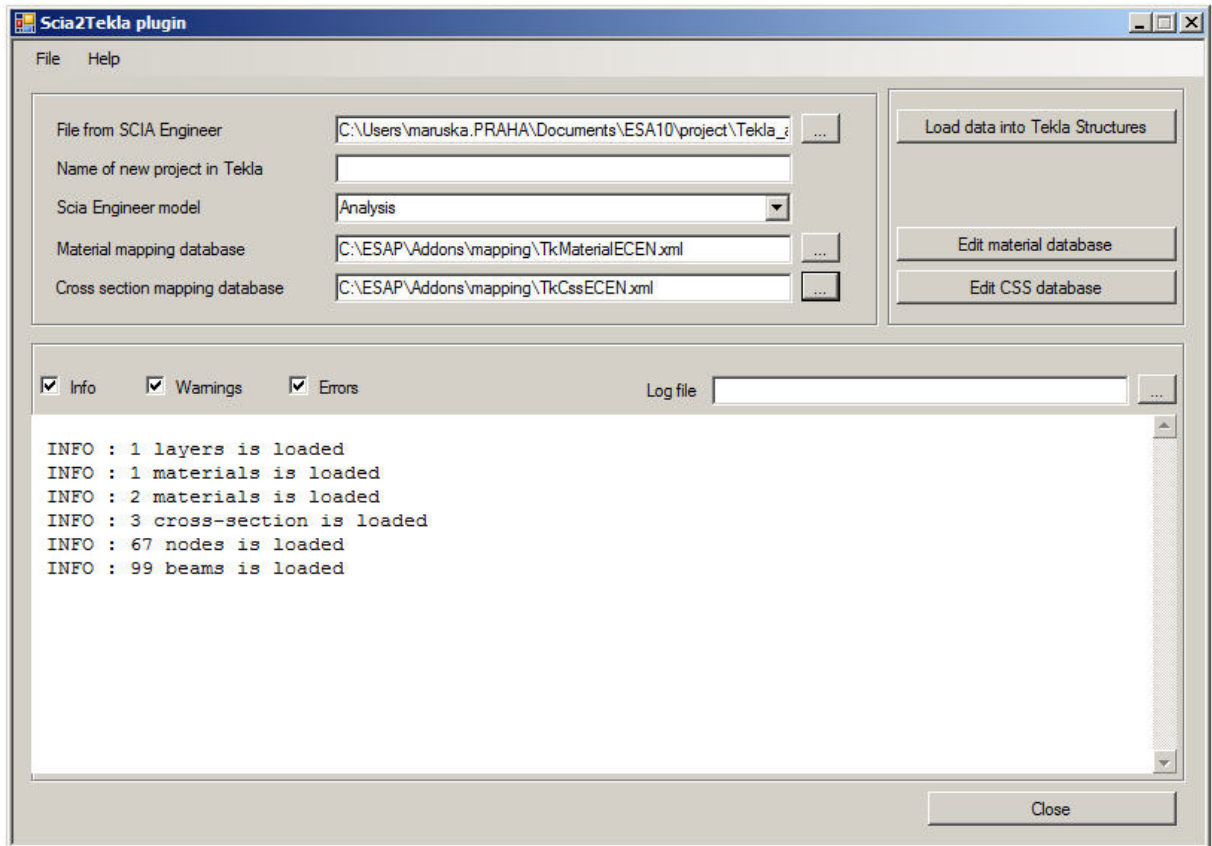 Scia2Tekla plugin
File Help
File from SCIA Engineer C:\Users\maruska.PRAHA\Documents\ESA10\project\Tekla_a ... Load data into Tekla Structures
Name of new project in Tekla
Scia Engineer model Analysis
Material mapping database C:\ESAP\Addons\mapping\TkMaterialECEN.xml ... Edit material database
Cross section mapping database C:\ESAP\Addons\mapping\TkCssECEN.xml ... Edit CSS database
Info Warnings Errors Log file ...
INFO : 1 layers is loaded
INFO : 1 materials is loaded
INFO : 2 materials is loaded
INFO : 3 cross-section is loaded
INFO : 67 nodes is loaded
INFO : 99 beams is loaded
Close